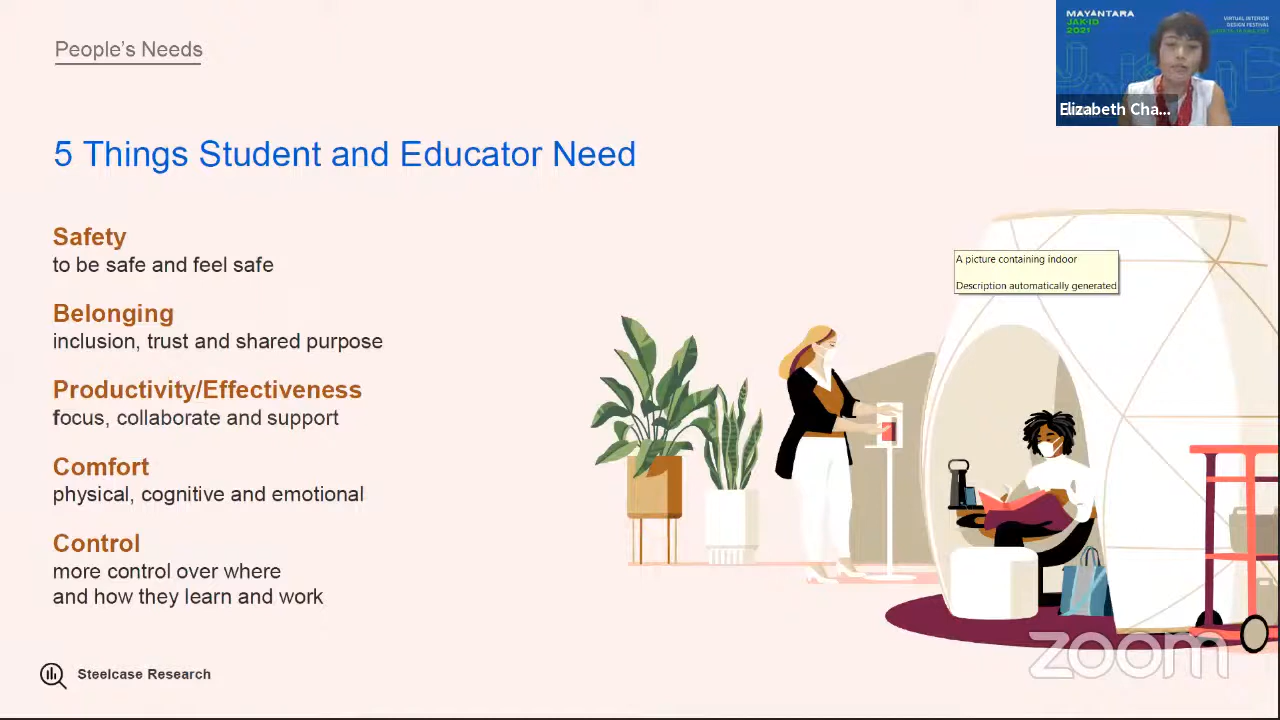 People's Needs
5 Things Student and Educator Need
Safety
to be safe and feel safe
Belonging
inclusion, trust and shared purpose
Productivity/Effectiveness
focus, collaborate and support
Comfort
physical, cognitive and emotional
Control
more control over where
and how they learn and work
Steelcase Research
A picture containing indoor
Description automatically generated
MAYANTARA
JAK·ID
2021
VIRTUAL INTERIOR
DESIGN FESTIVAL
Elizabeth Cha...
zoom